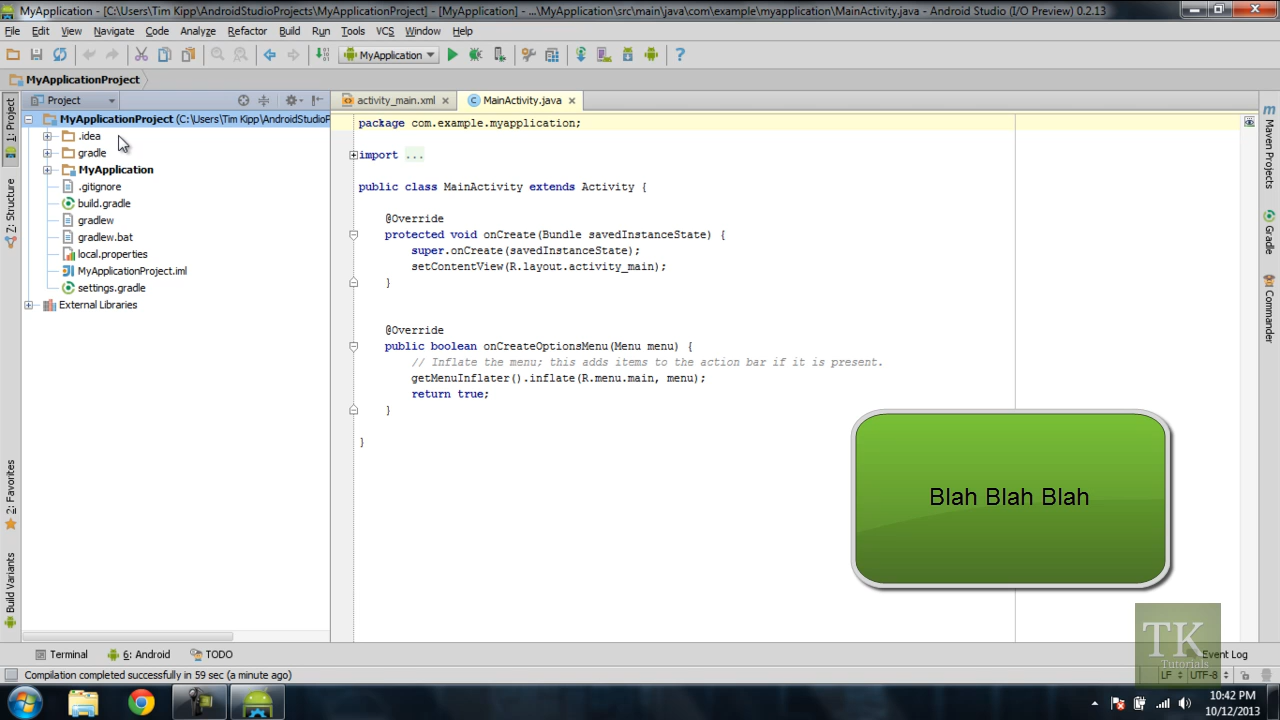 MyApplication - [C:\Users\Tim Kipp\AndroidStudioProjects\MyApplicationProject] - [MyApplication] - ...\MyApplication\src\main\java\com\example\myapplication\MainActivity.java - Android Studio (I/O Preview) 0.2.13
File Edit View Navigate Code Analyze Refactor Build Run Tools VCS Window Help
MyApplication
MyApplicationProject
Project
activity_main.xml
MainActivity.java
MyApplicationProject (C:\Users\Tim Kipp\AndroidStudioP
.idea
gradle
MyApplication
.gitignore
build.gradle
gradlew
gradlew.bat
local.properties
MyApplicationProject.iml
settings.gradle
External Libraries
1: Project
7: Structure
2: Favorites
Build Variants
package com.example.myapplication;
import ...
public class MainActivity extends Activity {
@Override
protected void onCreate(Bundle savedInstanceState) {
super.onCreate(savedInstanceState);
setContentView(R.layout.activity_main);
}
@Override
public boolean onCreateOptionsMenu(Menu menu) {
// Inflate the menu; this adds items to the action bar if it is present.
getMenuInflater().inflate(R.menu.main, menu);
return true;
}
}
Blah Blah Blah
Maven Projects
Gradle
Commander
TK
Tutorials
Terminal
6: Android
TODO
Event Log
Compilation completed successfully in 59 sec (a minute ago)
LF
UTF-8
10:42 PM
10/12/2013